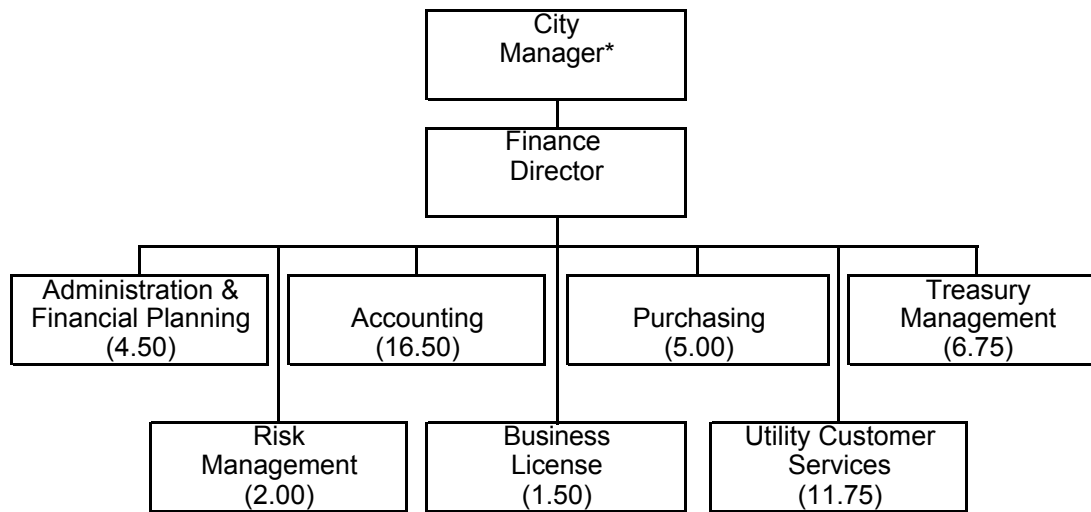 City
Manager*
Finance
Director
Administration &
Financial Planning
(4.50)
Accounting
(16.50)
Purchasing
(5.00)
Treasury
Management
(6.75)
Risk
Management
(2.00)
Business
License
(1.50)
Utility Customer
Services
(11.75)